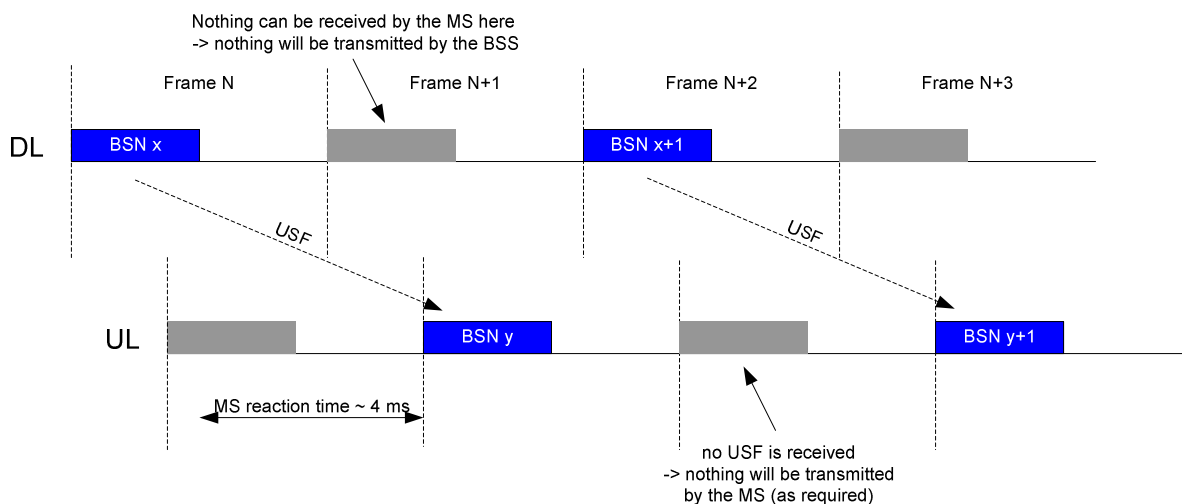 Nothing can be received by the MS here
-> nothing will be transmitted by the BSS
Frame N
Frame N+1
Frame N+2
Frame N+3
DL
BSN x
BSN x+1
USF
USF
UL
BSN y
BSN y+1
MS reaction time ~ 4 ms
no USF is received
-> nothing will be transmitted
by the MS (as required)